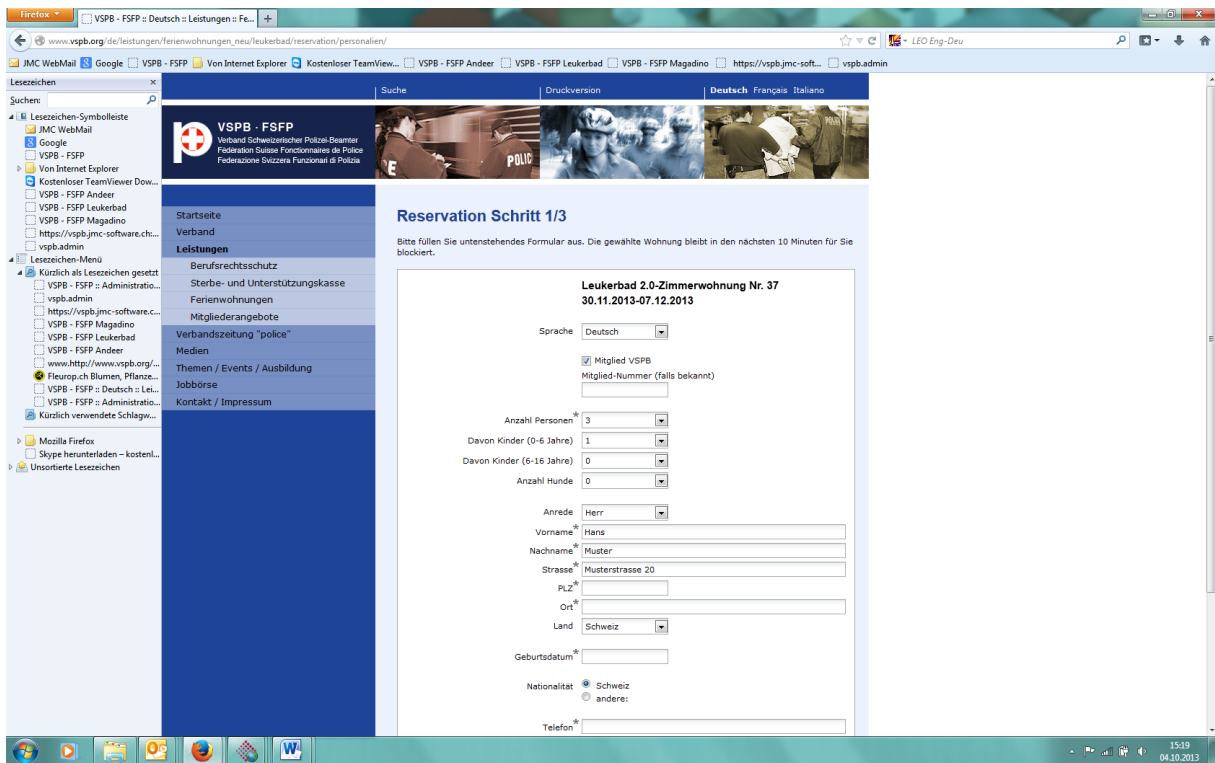 Firefox
VSPB - FSFP :: Deutsch :: Leistungen :: Fe...
www.vspb.org/de/leistungen/ferienwohnungen_neu/leukerbad/reservation/personalien/
LEO Eng-Deu
JMC WebMail
Google
VSPB - FSFP
Von Internet Explorer
Kostenloser TeamView...
VSPB - FSFP Andeer
VSPB - FSFP Leukerbad
VSPB - FSFP Magadino
https://vspb.jmc-soft...
vspb.admin
Lesezeichen
Suchen:
Lesezeichen-Symbolleiste
JMC WebMail
Google
VSPB - FSFP
Von Internet Explorer
Kostenloser TeamViewer Dow...
VSPB - FSFP Andeer
VSPB - FSFP Leukerbad
VSPB - FSFP Magadino
https://vspb.jmc-software.ch:...
vspb.admin
Lesezeichen-Menü
Kürzlich als Lesezeichen gesetzt
VSPB - FSFP :: Administratio...
vspb.admin
https://vspb.jmc-software.c...
VSPB - FSFP Magadino
VSPB - FSFP Leukerbad
VSPB - FSFP Andeer
www.http://www.vspb.org/...
Fleurop.ch Blumen, Pflanze...
VSPB - FSFP :: Deutsch :: Lei...
VSPB - FSFP :: Administratio...
Kürzlich verwendete Schlagw...
Mozilla Firefox
Skype herunterladen – kostenl...
Unsortierte Lesezeichen
Suche
Druckversion
Deutsch Français Italiano
VSPB · FSFP
Verband Schweizerischer Polizei-Beamter
Fédération Suisse Fonctionnaires de Police
Federazione Svizzera Funzionari di Polizia
POLIC
Startseite
Verband
Leistungen
Berufsrechtsschutz
Sterbe- und Unterstützungskasse
Ferienwohnungen
Mitgliederangebote
Verbandszeitung "police"
Medien
Themen / Events / Ausbildung
Jobbörse
Kontakt / Impressum
Reservation Schritt 1/3
Bitte füllen Sie untenstehendes Formular aus. Die gewählte Wohnung bleibt in den nächsten 10 Minuten für Sie
blockiert.
Leukerbad 2.0-Zimmerwohnung Nr. 37
30.11.2013-07.12.2013
Sprache Deutsch
Mitglied VSPB
Mitglied-Nummer (falls bekannt)
Anzahl Personen* 3
Davon Kinder (0-6 Jahre) 1
Davon Kinder (6-16 Jahre) 0
Anzahl Hunde 0
Anrede Herr
Vorname* Hans
Nachname* Muster
Strasse* Musterstrasse 20
PLZ*
Ort*
Land Schweiz
Geburtsdatum*
Nationalität Schweiz
andere:
Telefon*
15:19
04.10.2013